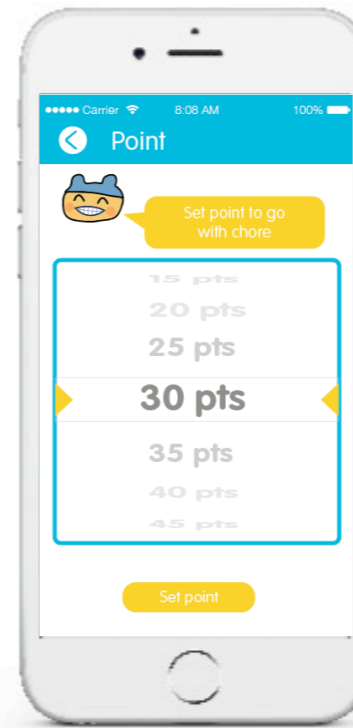 Carrier 8:08 AM 100%
Point
Set point to go
with chore
15 pts
20 pts
25 pts
30 pts
35 pts
40 pts
45 pts
Set point